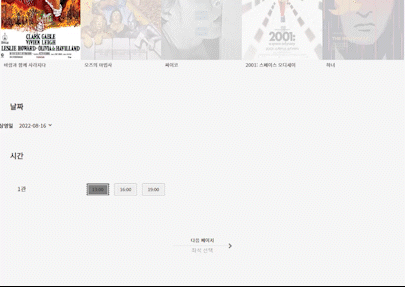 CLARK GABLE
VIVIEN LEIGH
LESLIE HOWARD · OLIVIA de HAVILLAND
바람과 함께 사라지다
오즈의 마법사
싸이코
2001: 스페이스 오디세이
하녀
2001:
날짜
상영일 2022-08-16
시간
1관
16:00
19:00
다음 페이지
좌석 선택